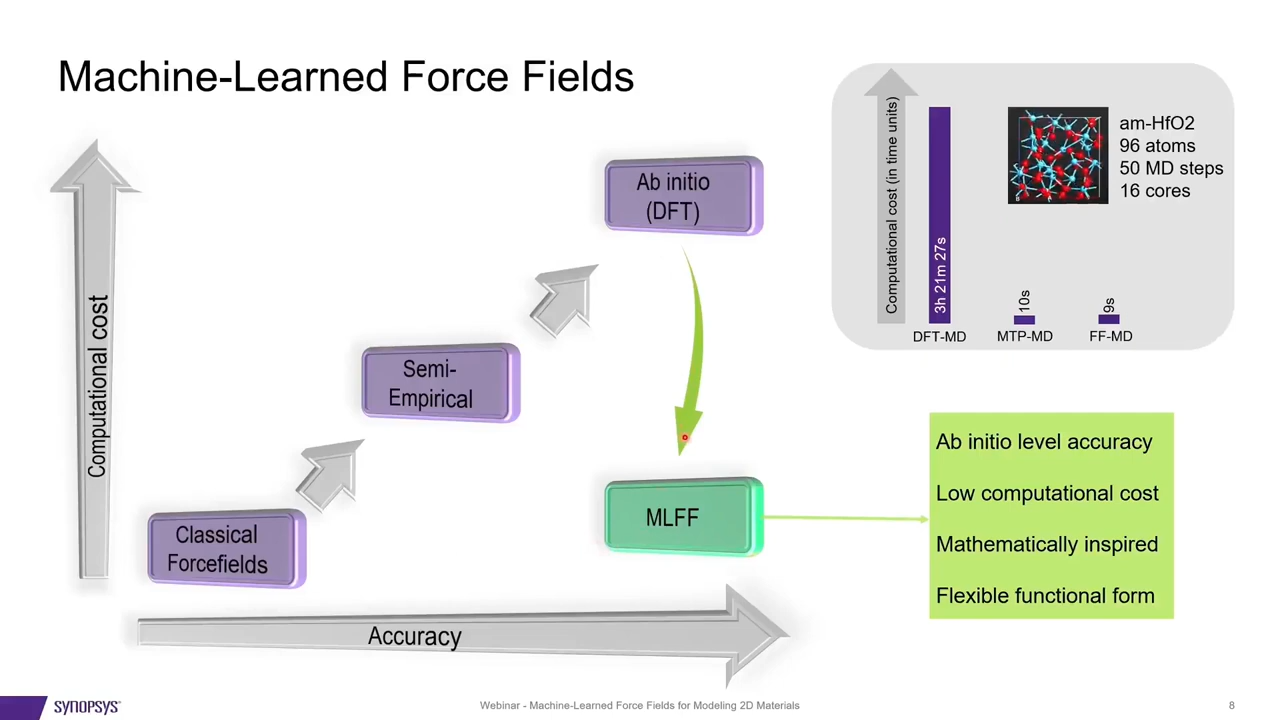 Machine-Learned Force Fields
Computational cost
Accuracy
Classical
Forcefields
Semi-
Empirical
Ab initio
(DFT)
MLFF
Computational cost (in time units)
3h 21m 27s
10s
9s
DFT-MD
MTP-MD
FF-MD
am-HfO2
96 atoms
50 MD steps
16 cores
Ab initio level accuracy
Low computational cost
Mathematically inspired
Flexible functional form
SYNOPSYS®
Webinar - Machine-Learned Force Fields for Modeling 2D Materials
8